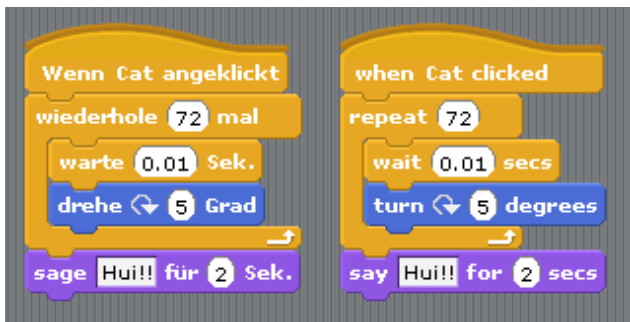 Wenn Cat angeklickt
wiederhole 72 mal
warte 0.01 Sek.
drehe 5 Grad
sage Hui!! für 2 Sek.
when Cat clicked
repeat 72
wait 0.01 secs
turn 5 degrees
say Hui!! for 2 secs